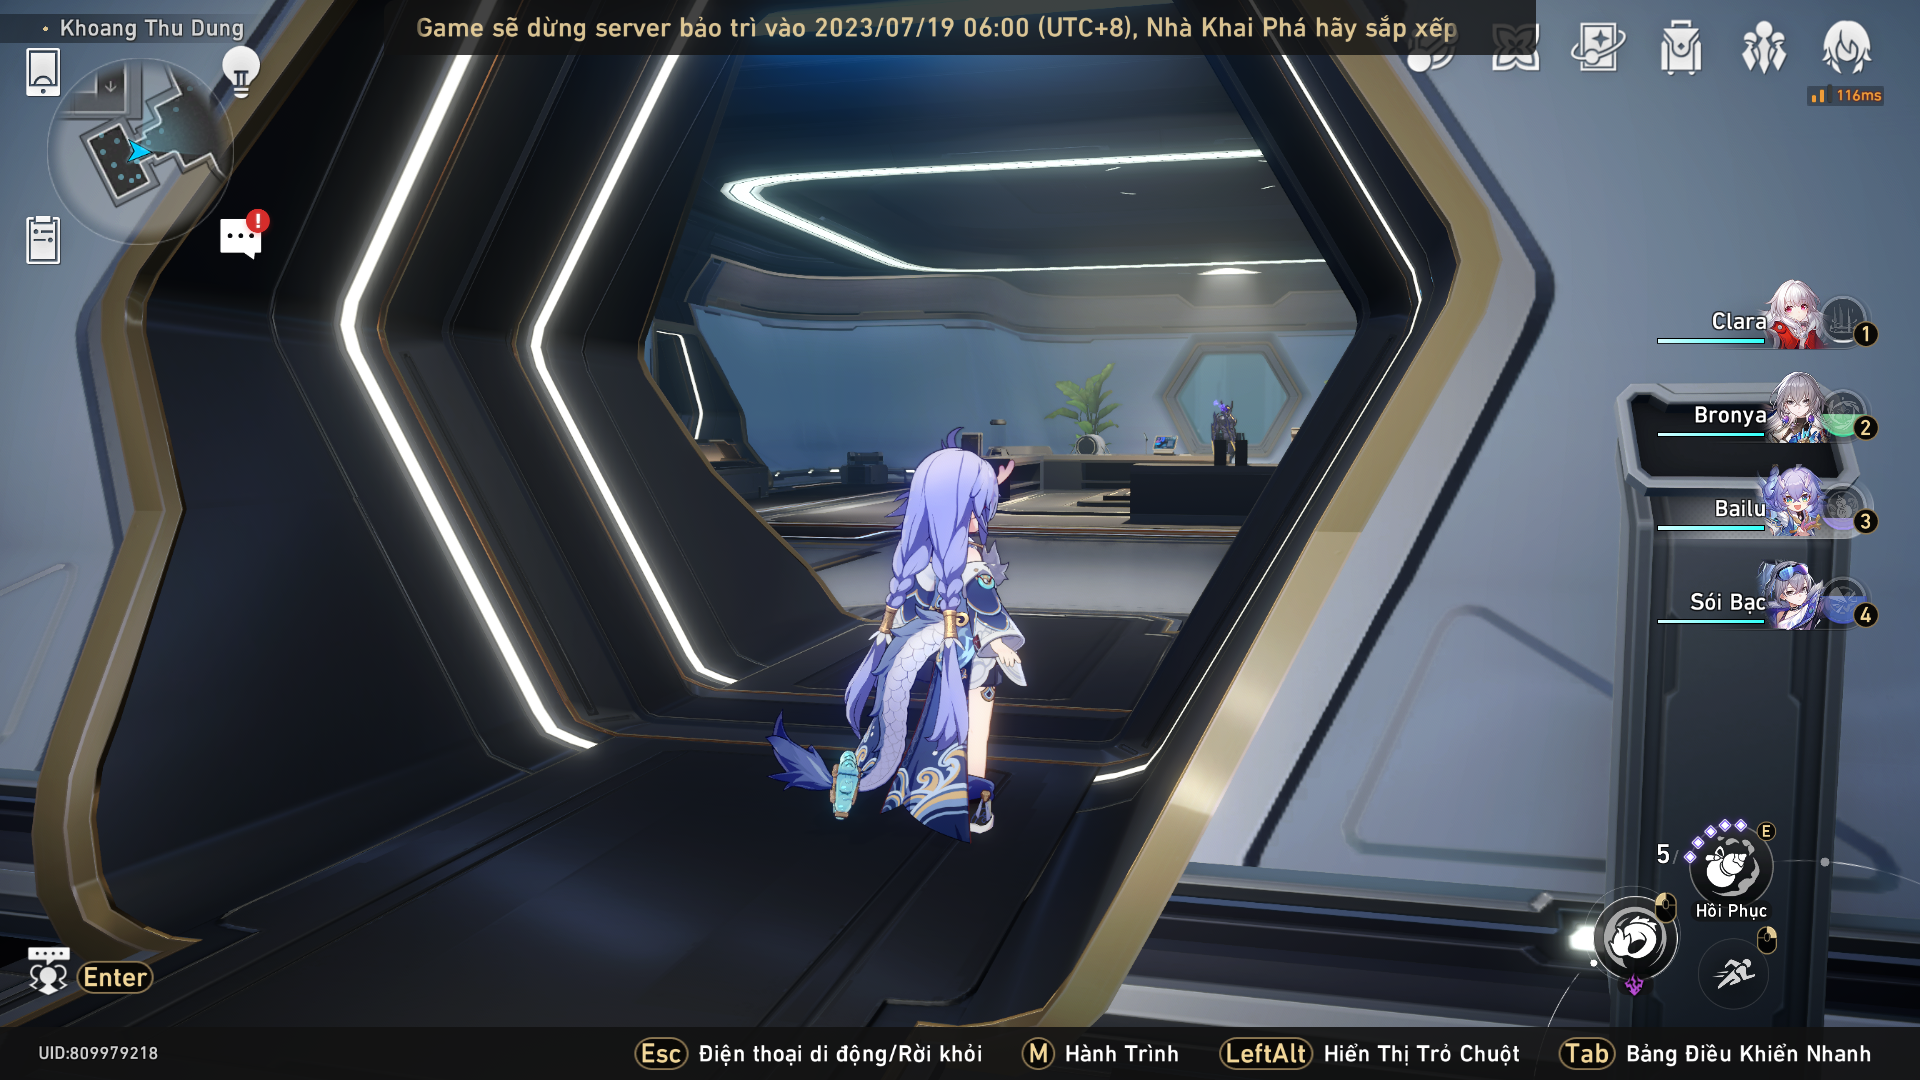 Game sẽ dừng server bảo trì vào 2023/07/19 06:00 (UTC+8), Nhà Khai Phá hãy sắp xếp
Khoang Thu Dung
116ms
Clara
1
Bronya
2
Bailu
3
Sói Bạc
4
E
5/
Hồi Phục
Enter
UID:809979218
Esc Điện thoại di động/Rời khỏi
M Hành Trình
LeftAlt Hiển Thị Trỏ Chuột
Tab Bảng Điều Khiển Nhanh